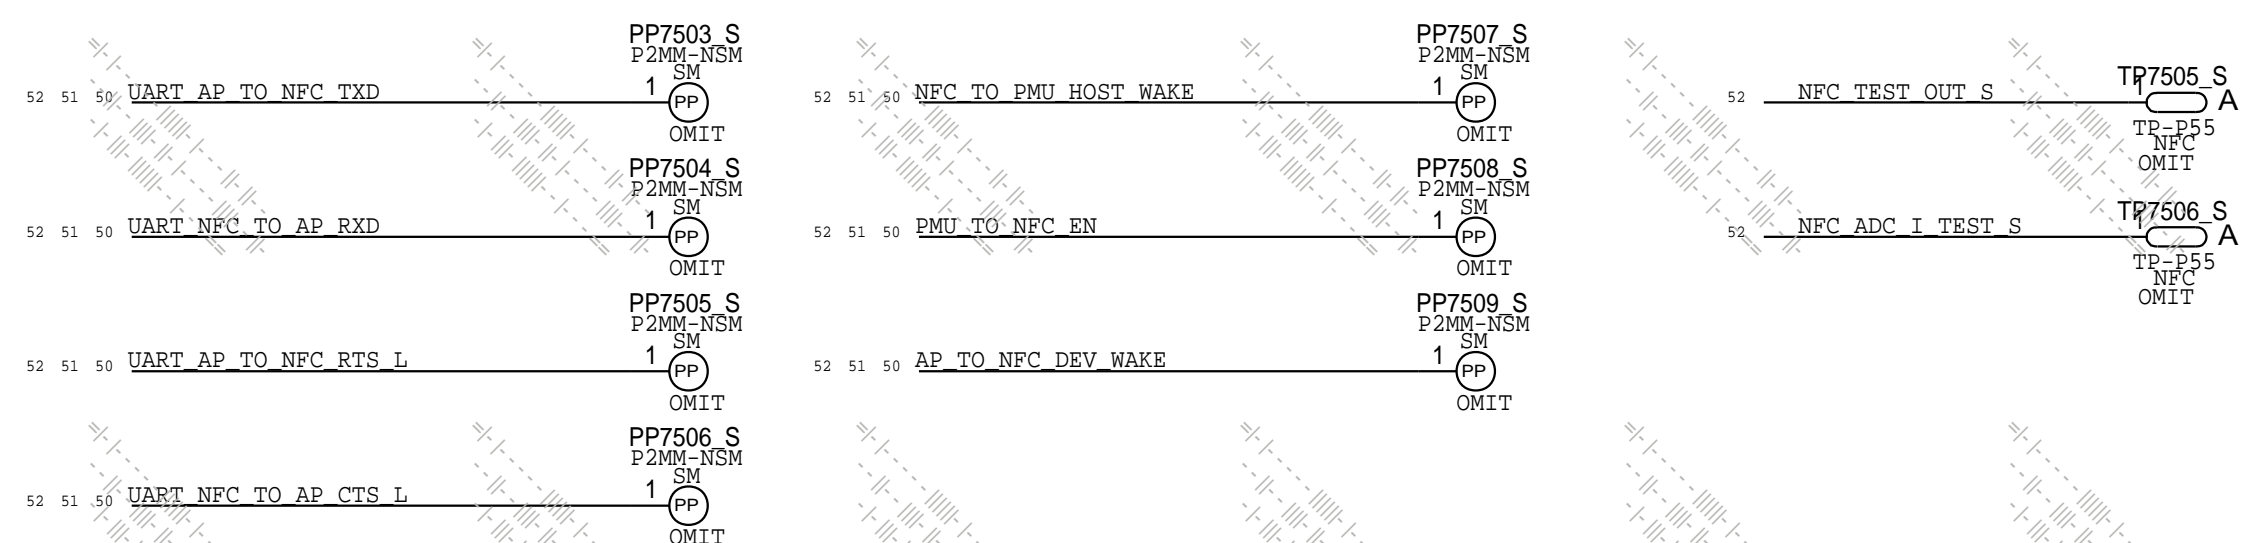 PP7503_S
P2MM-NSM
SM
52 51 50 UART_AP_TO_NFC_TXD 1 PP
OMIT
PP7504_S
P2MM-NSM
SM
52 51 50 UART_NFC_TO_AP_RXD 1 PP
OMIT
PP7505_S
P2MM-NSM
SM
52 51 50 UART_AP_TO_NFC_RTS_L 1 PP
OMIT
PP7506_S
P2MM-NSM
SM
52 51 50 UART_NFC_TO_AP_CTS_L 1 PP
OMIT
PP7507_S
P2MM-NSM
SM
52 51 50 NFC_TO_PMU_HOST_WAKE 1 PP
OMIT
PP7508_S
P2MM-NSM
SM
52 51 50 PMU_TO_NFC_EN 1 PP
OMIT
PP7509_S
P2MM-NSM
SM
52 51 50 AP_TO_NFC_DEV_WAKE 1 PP
OMIT
TP7505_S
52 NFC_TEST_OUT_S 1 A
TP-P55
NFC
OMIT
TP7506_S
52 NFC_ADC_I_TEST_S 1 A
TP-P55
NFC
OMIT